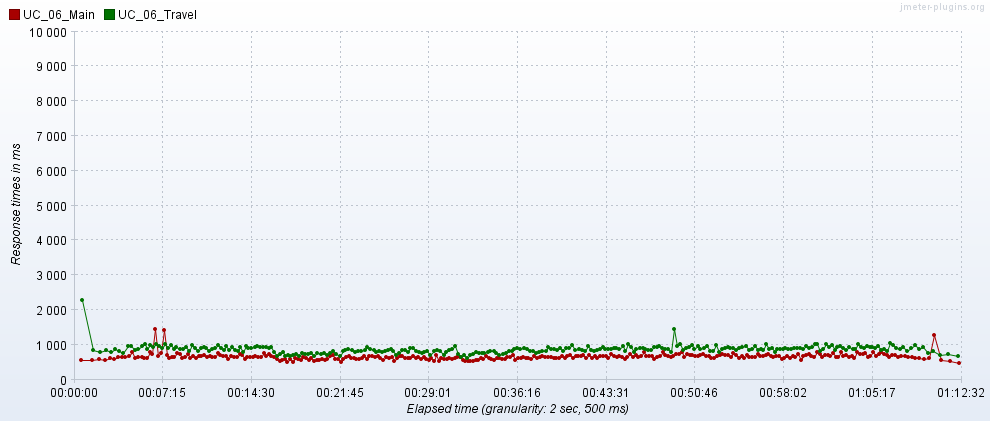 UC_06_Main UC_06_Travel
jmeter-plugins.org
10 000
9 000
8 000
7 000
6 000
5 000
4 000
3 000
2 000
1 000
0
Response times in ms
00:00:00 00:07:15 00:14:30 00:21:45 00:29:01 00:36:16 00:43:31 00:50:46 00:58:02 01:05:17 01:12:32
Elapsed time (granularity: 2 sec, 500 ms)